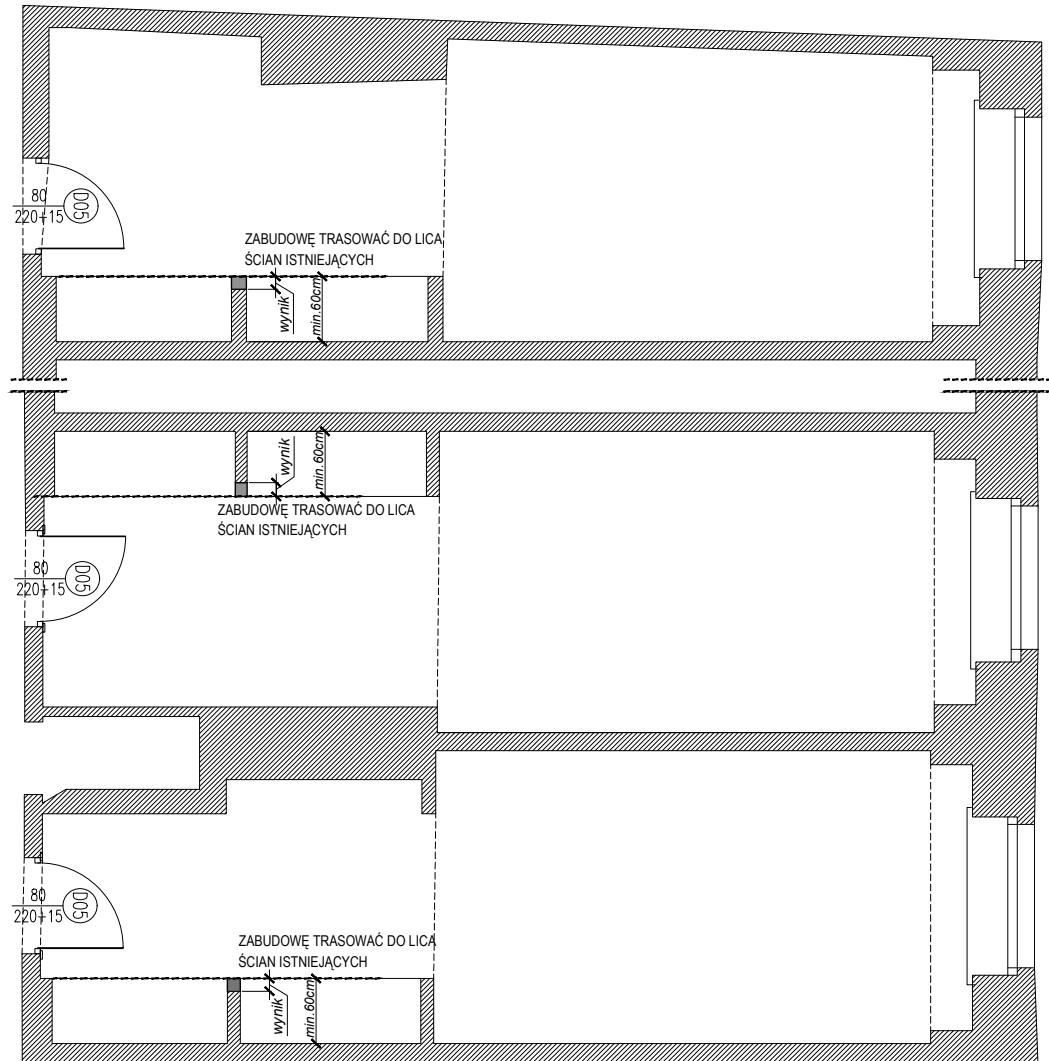 80
220+15
D05
ZABUDOWĘ TRASOWAĆ DO LICA
ŚCIAN ISTNIEJĄCYCH
wynik
min.60cm
wynik
min.60cm
ZABUDOWĘ TRASOWAĆ DO LICA
ŚCIAN ISTNIEJĄCYCH
80
220+15
D05
80
220+15
D05
ZABUDOWĘ TRASOWAĆ DO LICA
ŚCIAN ISTNIEJĄCYCH
wynik
min.60cm